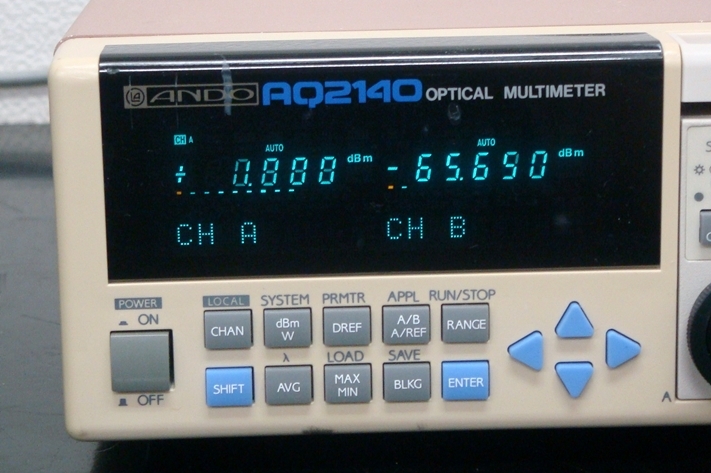 ANDO AQ2140 OPTICAL MULTIMETER
CH A
AUTO AUTO
+ 0.888 dBm - 65.690 dBm
CH A CH B
POWER
ON
OFF
LOCAL SYSTEM PRMTR APPL RUN/STOP
CHAN dBm W DREF A/B A/REF RANGE
λ LOAD SAVE
SHIFT AVG MAX MIN BLKG ENTER
A